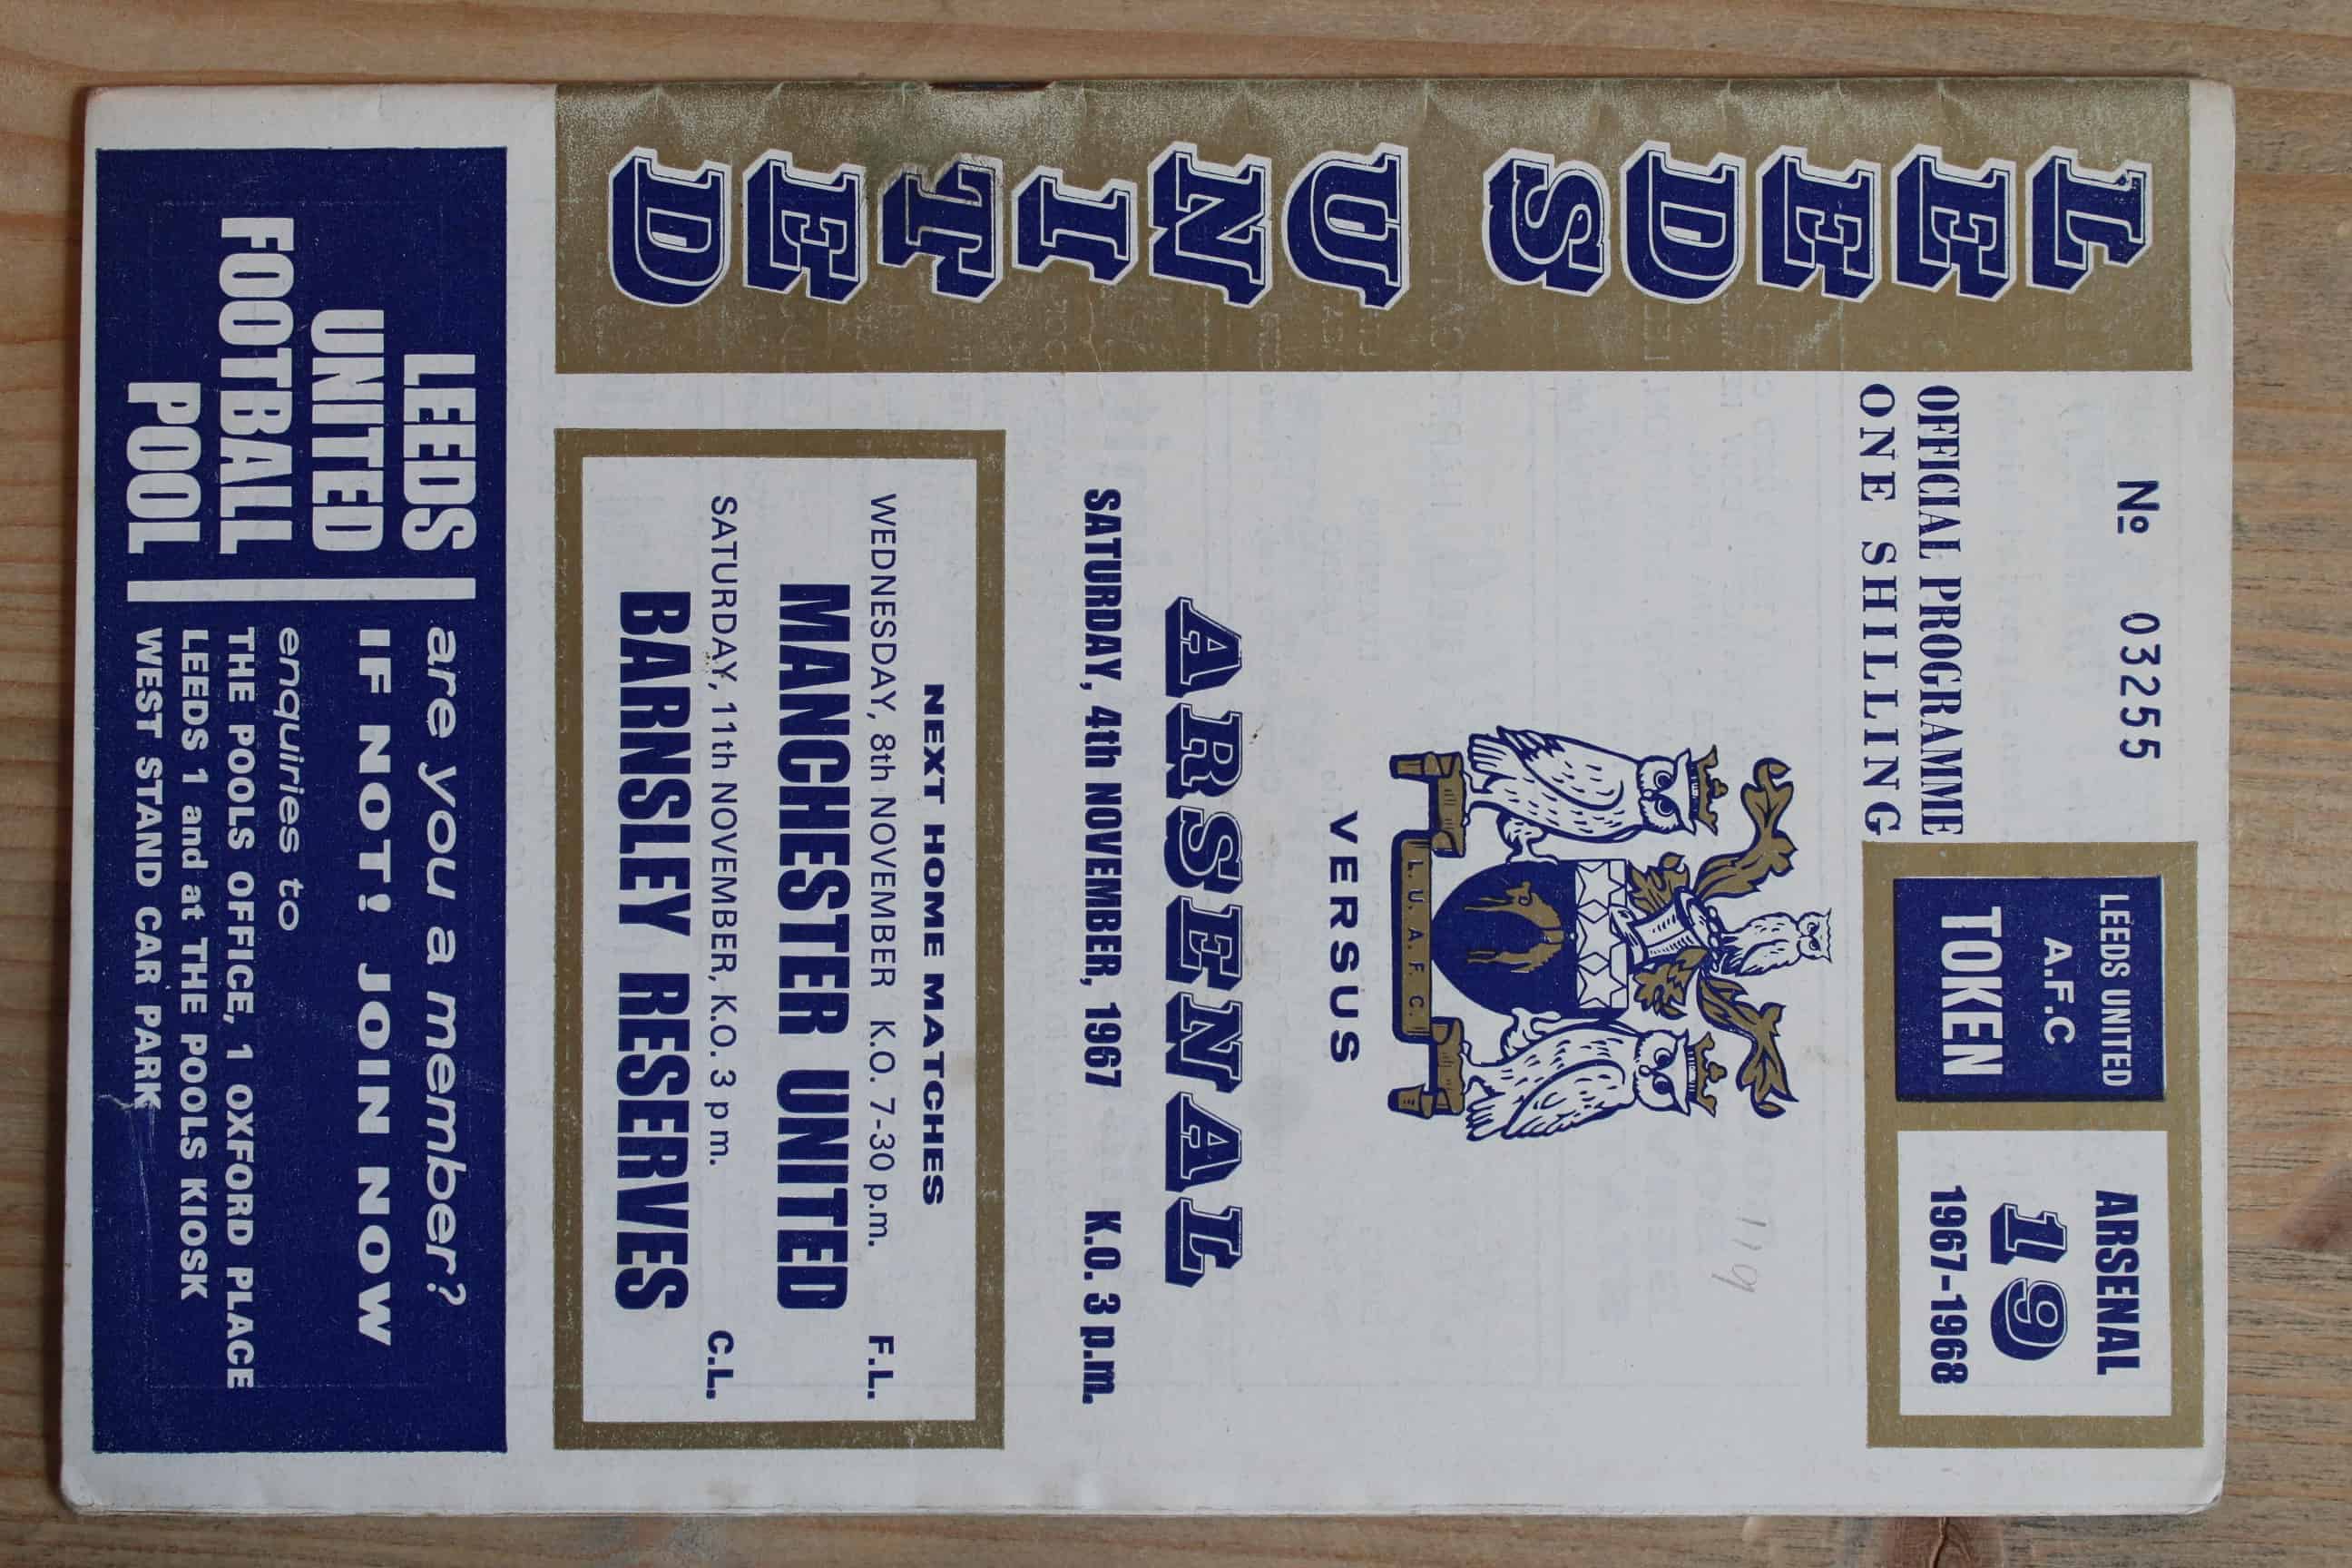 LEEDS UNITED
№ 03255
OFFICIAL PROGRAMME
ONE SHILLING
LEEDS UNITED
A.F.C
TOKEN
ARSENAL
19
1967-1968
L. U. A. F. C.
VERSUS
ARSENAL
SATURDAY, 4th NOVEMBER, 1967 K.O. 3 p.m.
NEXT HOME MATCHES
WEDNESDAY, 8th NOVEMBER K.O. 7-30 p.m. F.L.
MANCHESTER UNITED
SATURDAY, 11th NOVEMBER, K.O. 3 p m. C.L.
BARNSLEY RESERVES
LEEDS
UNITED
FOOTBALL
POOL
are you a member?
IF NOT! JOIN NOW
enquiries to
THE POOLS OFFICE, 1 OXFORD PLACE
LEEDS 1 and at THE POOLS KIOSK
WEST STAND CAR PARK